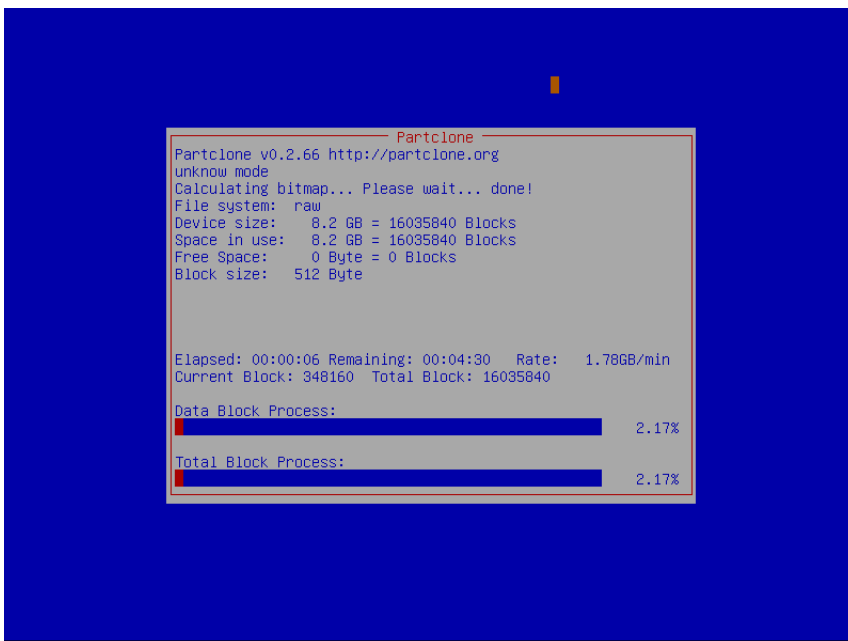 Partclone
Partclone v0.2.66 http://partclone.org
unknow mode
Calculating bitmap... Please wait... done!
File system:  raw
Device size:    8.2 GB = 16035840 Blocks
Space in use:   8.2 GB = 16035840 Blocks
Free Space:     0 Byte = 0 Blocks
Block size:   512 Byte
Elapsed: 00:00:06 Remaining: 00:04:30   Rate:   1.78GB/min
Current Block: 348160  Total Block: 16035840
Data Block Process:
2.17%
Total Block Process:
2.17%